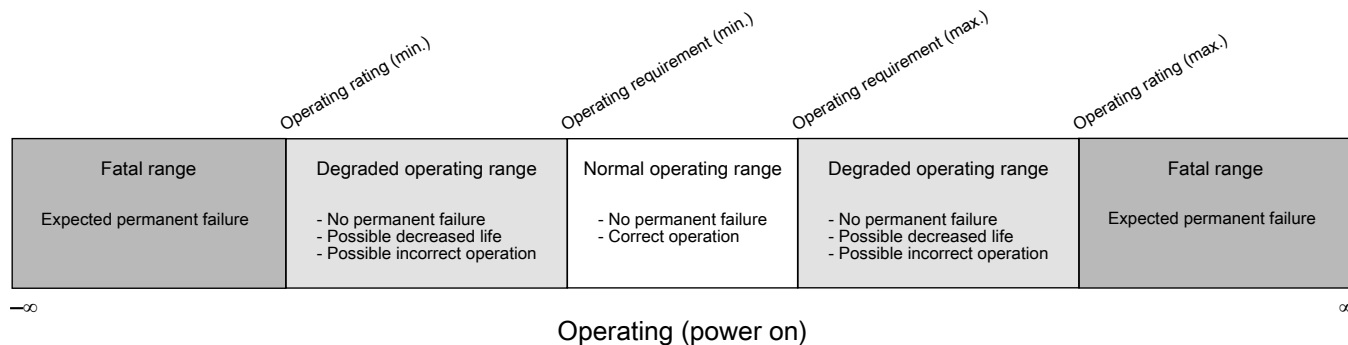 Operating rating (min.)
Operating requirement (min.)
Operating requirement (max.)
Operating rating (max.)
Fatal range
Expected permanent failure
Degraded operating range
- No permanent failure
- Possible decreased life
- Possible incorrect operation
Normal operating range
- No permanent failure
- Correct operation
Degraded operating range
- No permanent failure
- Possible decreased life
- Possible incorrect operation
Fatal range
Expected permanent failure
–∞
∞
Operating (power on)